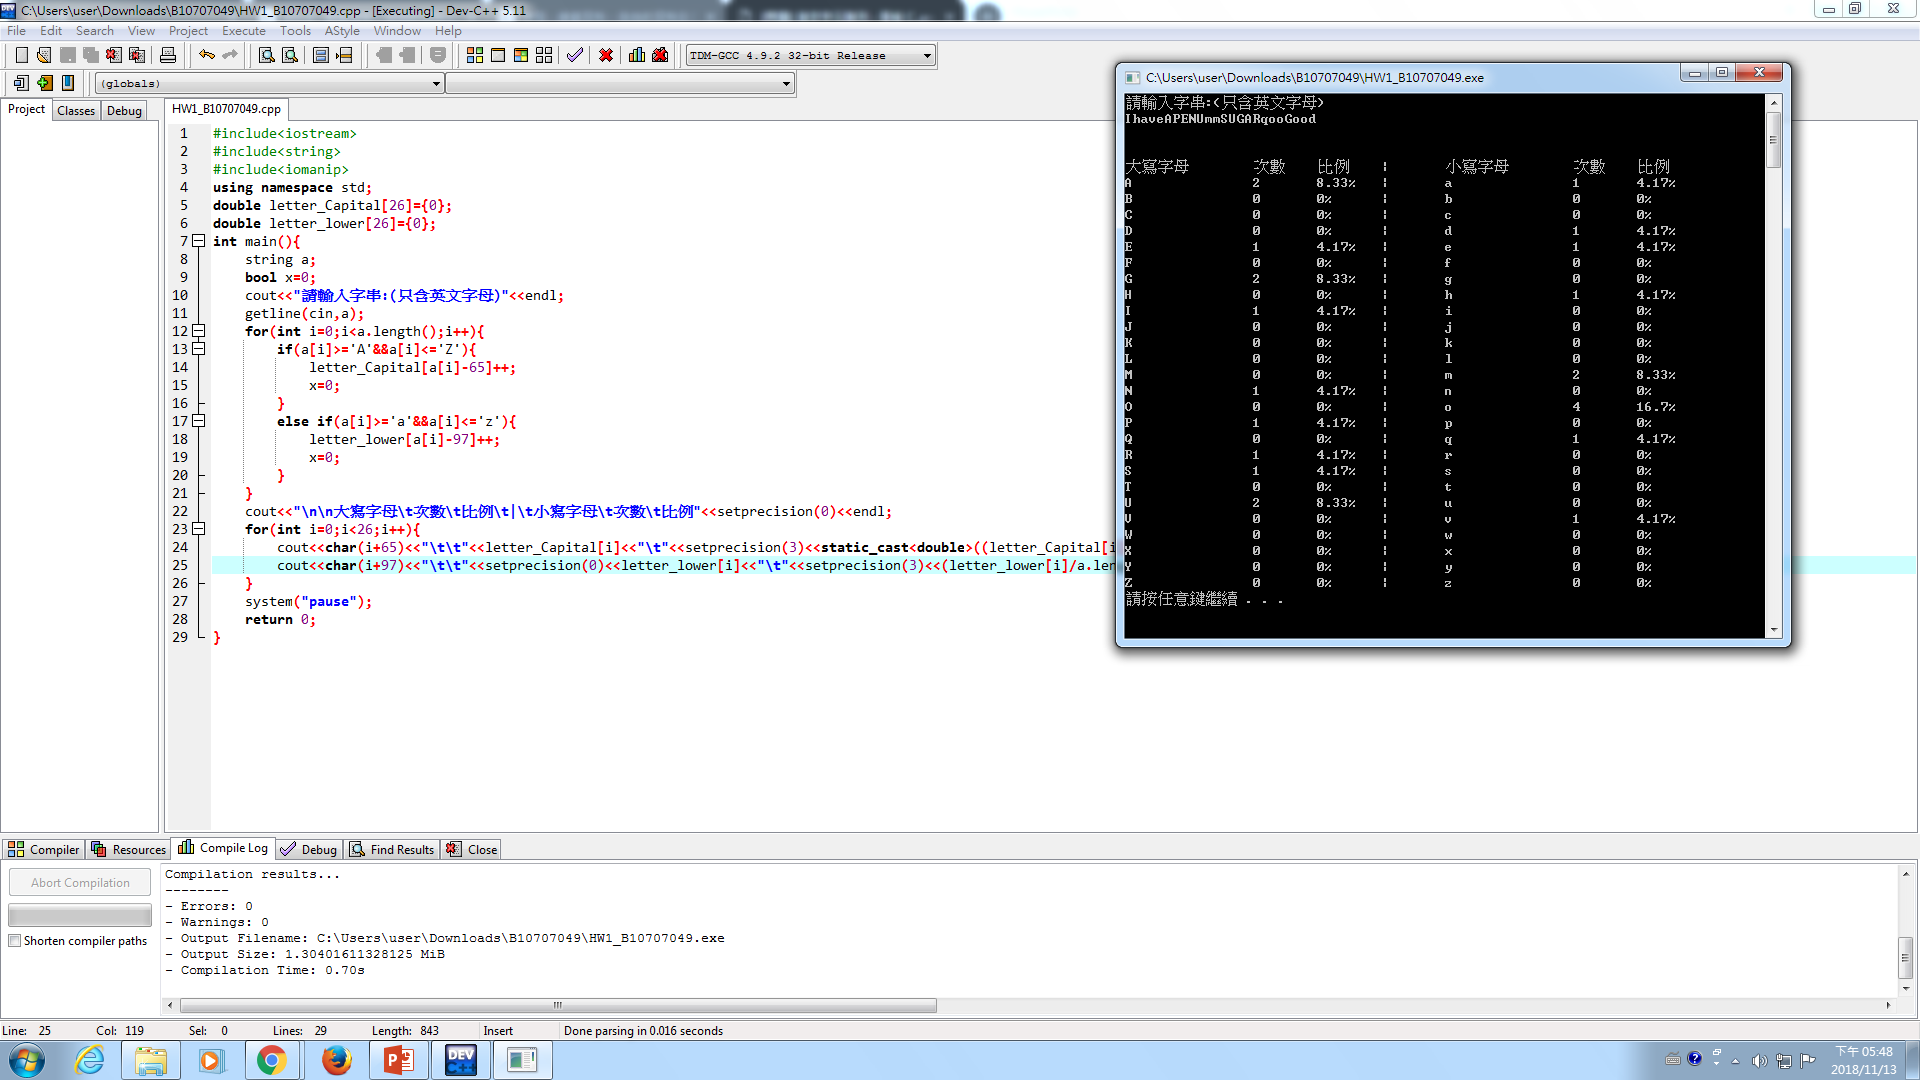 C:\Users\user\Downloads\B10707049\HW1_B10707049.cpp - [Executing] - Dev-C++ 5.11
File Edit Search View Project Execute Tools AStyle Window Help
TDM-GCC 4.9.2 32-bit Release
(globals)
Project Classes Debug
HW1_B10707049.cpp
1 #include<iostream>
2 #include<string>
3 #include<iomanip>
4 using namespace std;
5 double letter_Capital[26]={0};
6 double letter_lower[26]={0};
7 int main(){
8 string a;
9 bool x=0;
10 cout<<"請輸入字串:(只含英文字母)"<<endl;
11 getline(cin,a);
12 for(int i=0;i<a.length();i++){
13 if(a[i]>='A'&&a[i]<='Z'){
14 letter_Capital[a[i]-65]++;
15 x=0;
16 }
17 else if(a[i]>='a'&&a[i]<='z'){
18 letter_lower[a[i]-97]++;
19 x=0;
20 }
21 }
22 cout<<"\n\n大寫字母\t次數\t比例\t|\t小寫字母\t次數\t比例"<<setprecision(0)<<endl;
23 for(int i=0;i<26;i++){
24 cout<<char(i+65)<<"\t\t"<<letter_Capital[i]<<"\t"<<setprecision(3)<<static_cast<double>((letter_Capital[i
25 cout<<char(i+97)<<"\t\t"<<setprecision(0)<<letter_lower[i]<<"\t"<<setprecision(3)<<(letter_lower[i]/a.len
26 }
27 system("pause");
28 return 0;
29 }
C:\Users\user\Downloads\B10707049\HW1_B10707049.exe
請輸入字串:(只含英文字母)
IhaveAPENUmmSUGARqooGood
大寫字母 次數 比例 ¦ 小寫字母 次數 比例
A 2 8.33% ¦ a 1 4.17%
B 0 0% ¦ b 0 0%
C 0 0% ¦ c 0 0%
D 0 0% ¦ d 1 4.17%
E 1 4.17% ¦ e 1 4.17%
F 0 0% ¦ f 0 0%
G 2 8.33% ¦ g 0 0%
H 0 0% ¦ h 1 4.17%
I 1 4.17% ¦ i 0 0%
J 0 0% ¦ j 0 0%
K 0 0% ¦ k 0 0%
L 0 0% ¦ l 0 0%
M 0 0% ¦ m 2 8.33%
N 1 4.17% ¦ n 0 0%
O 0 0% ¦ o 4 16.7%
P 1 4.17% ¦ p 0 0%
Q 0 0% ¦ q 1 4.17%
R 1 4.17% ¦ r 0 0%
S 1 4.17% ¦ s 0 0%
T 0 0% ¦ t 0 0%
U 2 8.33% ¦ u 0 0%
V 0 0% ¦ v 1 4.17%
W 0 0% ¦ w 0 0%
X 0 0% ¦ x 0 0%
Y 0 0% ¦ y 0 0%
Z 0 0% ¦ z 0 0%
請按任意鍵繼續 . . .
Compiler Resources Compile Log Debug Find Results Close
Abort Compilation
Shorten compiler paths
Compilation results...
--------
- Errors: 0
- Warnings: 0
- Output Filename: C:\Users\user\Downloads\B10707049\HW1_B10707049.exe
- Output Size: 1.30401611328125 MiB
- Compilation Time: 0.70s
Line: 25 Col: 119 Sel: 0 Lines: 29 Length: 843 Insert Done parsing in 0.016 seconds
DEV C++
下午 05:48
2018/11/13